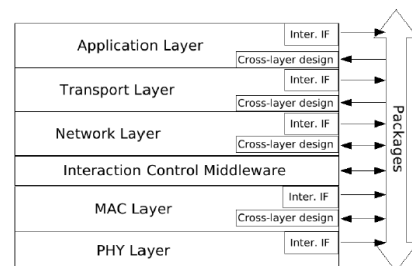 Inter. IF
Application Layer
Cross-layer design
Inter. IF
Transport Layer
Cross-layer design
Inter. IF
Network Layer
Cross-layer design
Interaction Control Middleware
Inter. IF
MAC Layer
Cross-layer design
Inter. IF
PHY Layer
Packages